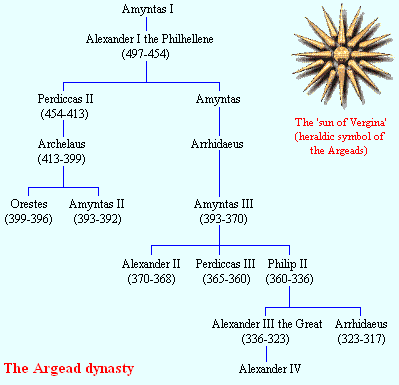 Amyntas I
Alexander I the Philhellene
(497-454)
The 'sun of Vergina'
(heraldic symbol of
the Argeads)
Perdiccas II
(454-413)
Amyntas
Archelaus
(413-399)
Arrhidaeus
Orestes
(399-396)
Amyntas II
(393-392)
Amyntas III
(393-370)
Alexander II
(370-368)
Perdiccas III
(365-360)
Philip II
(360-336)
Alexander III the Great
(336-323)
Arrhidaeus
(323-317)
Alexander IV
The Argead dynasty